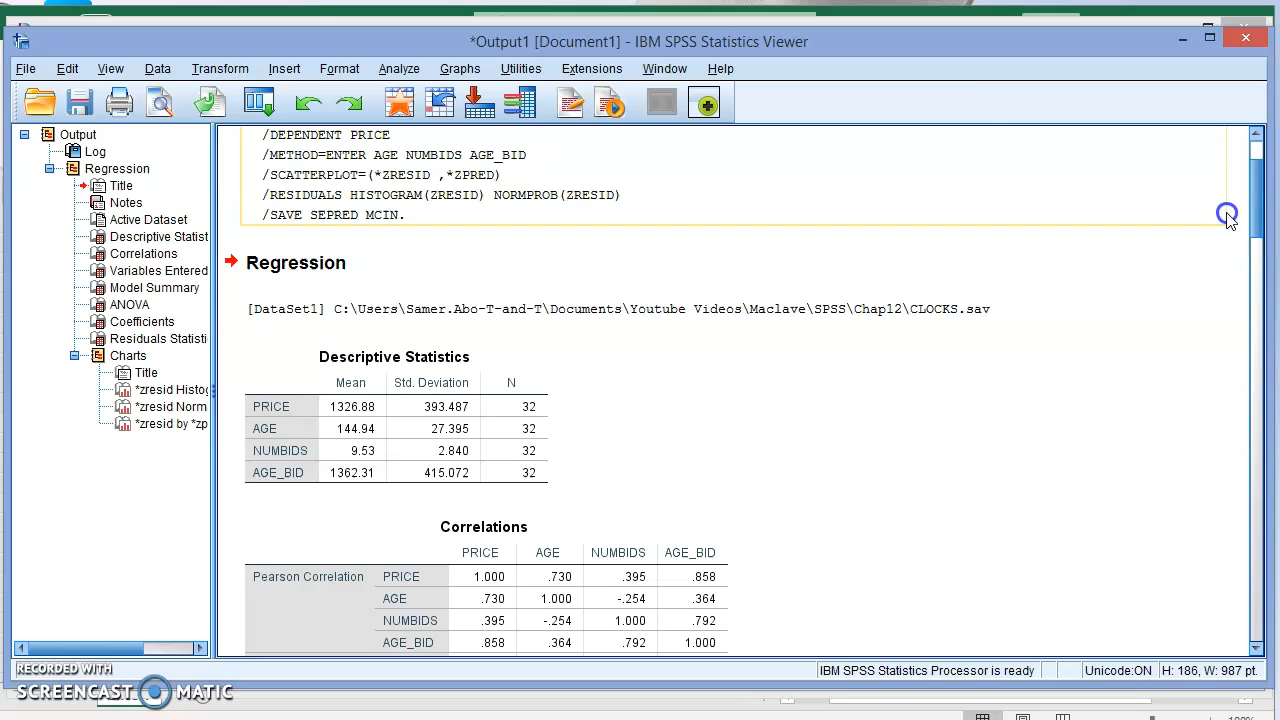 *Output1 [Document1] - IBM SPSS Statistics Viewer
File Edit View Data Transform Insert Format Analyze Graphs Utilities Extensions Window Help
Output
Log
Regression
Title
Notes
Active Dataset
Descriptive Statist
Correlations
Variables Entered
Model Summary
ANOVA
Coefficients
Residuals Statisti
Charts
Title
*zresid Histog
*zresid Norm
*zresid by *zp
/DEPENDENT PRICE
/METHOD=ENTER AGE NUMBIDS AGE_BID
/SCATTERPLOT=(*ZRESID ,*ZPRED)
/RESIDUALS HISTOGRAM(ZRESID) NORMPROB(ZRESID)
/SAVE SEPRED MCIN.
Regression
[DataSet1] C:\Users\Samer.Abo-T-and-T\Documents\Youtube Videos\Maclave\SPSS\Chap12\CLOCKS.sav
Descriptive Statistics
Mean Std. Deviation N
PRICE 1326.88 393.487 32
AGE 144.94 27.395 32
NUMBIDS 9.53 2.840 32
AGE_BID 1362.31 415.072 32
Correlations
PRICE AGE NUMBIDS AGE_BID
Pearson Correlation PRICE 1.000 .730 .395 .858
AGE .730 1.000 -.254 .364
NUMBIDS .395 -.254 1.000 .792
AGE_BID .858 .364 .792 1.000
IBM SPSS Statistics Processor is ready Unicode:ON H: 186, W: 987 pt.
RECORDED WITH
SCREENCAST MATIC